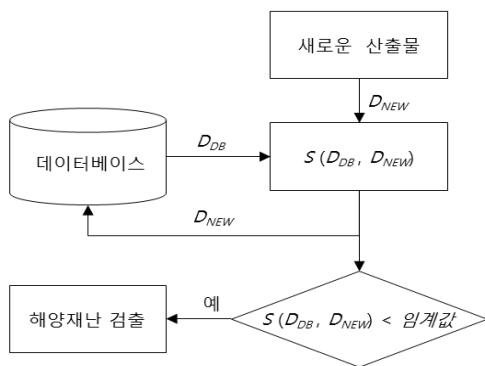 새로운 산출물
D_NEW
데이터베이스
D_DB
S (D_DB , D_NEW)
D_NEW
해양재난 검출
예
S (D_DB , D_NEW) < 임계값